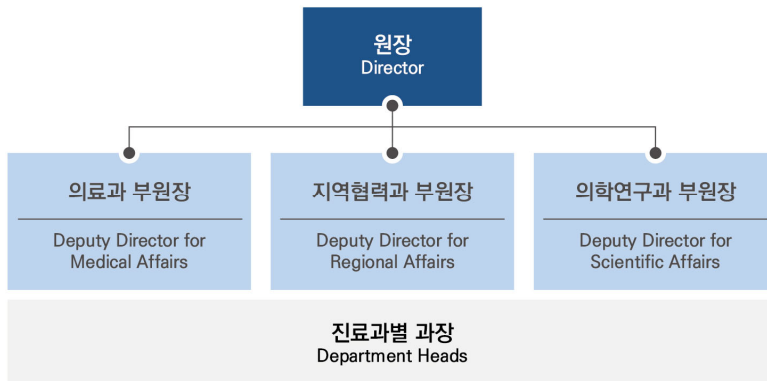 원장
Director
의료과 부원장
Deputy Director for
Medical Affairs
지역협력과 부원장
Deputy Director for
Regional Affairs
의학연구과 부원장
Deputy Director for
Scientific Affairs
진료과별 과장
Department Heads